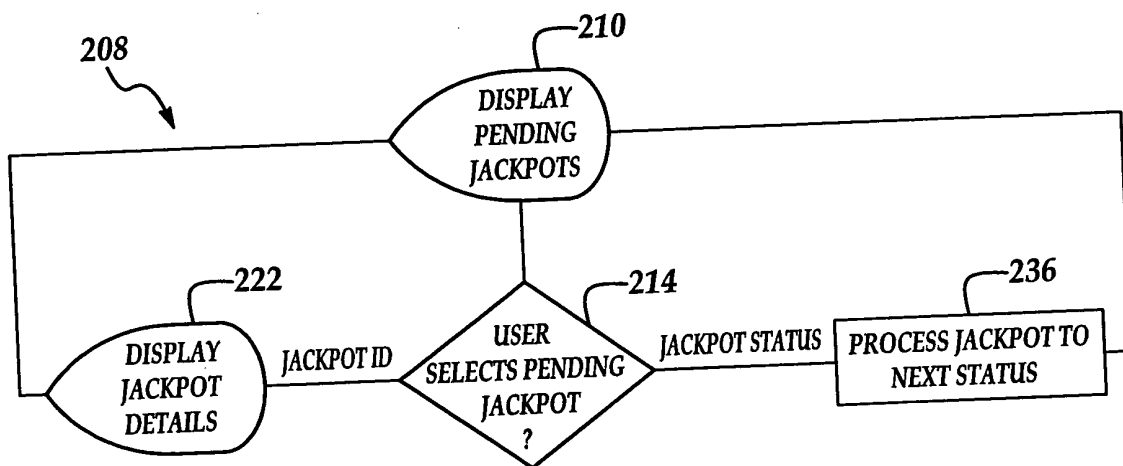 208
210
DISPLAY
PENDING
JACKPOTS
222
DISPLAY
JACKPOT
DETAILS
JACKPOT ID
214
USER
SELECTS PENDING
JACKPOT
?
JACKPOT STATUS
236
PROCESS JACKPOT TO
NEXT STATUS